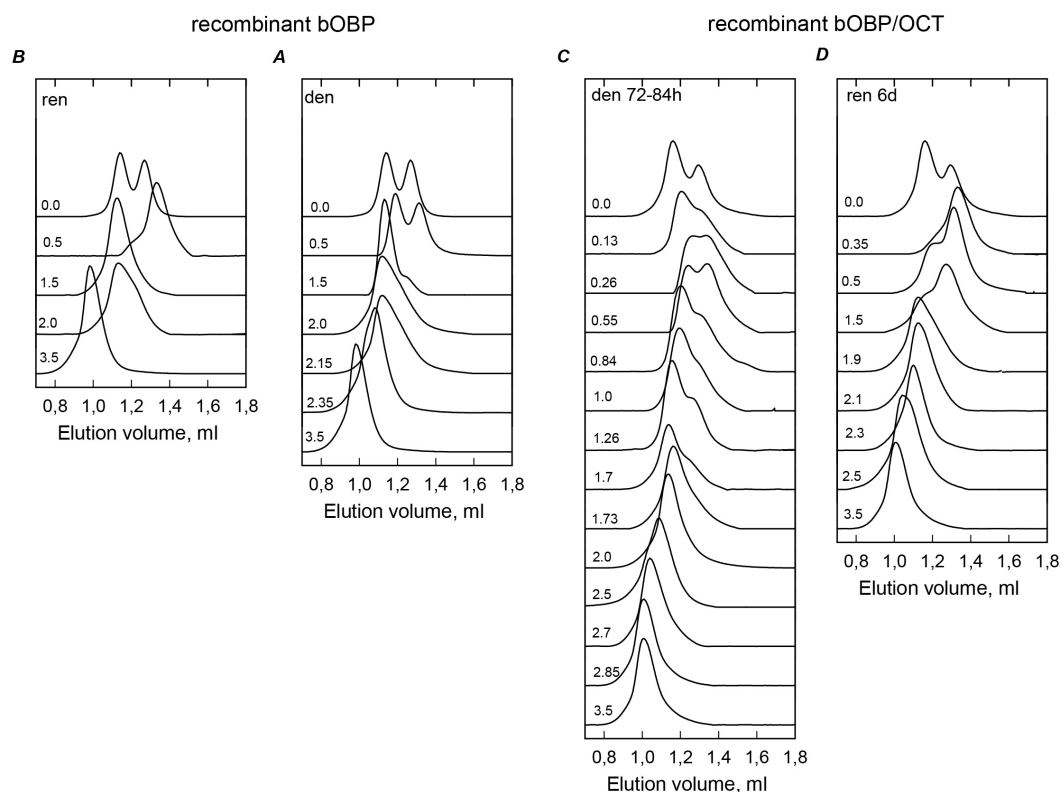 recombinant bOBP
recombinant bOBP/OCT
B
ren
0.0
0.5
1.5
2.0
3.5
0,8 1,0 1,2 1,4 1,6 1,8
Elution volume, ml
A
den
0.0
0.5
1.5
2.0
2.15
2.35
3.5
0,8 1,0 1,2 1,4 1,6 1,8
Elution volume, ml
C
den 72-84h
0.0
0.13
0.26
0.55
0.84
1.0
1.26
1.7
1.73
2.0
2.5
2.7
2.85
3.5
0,8 1,0 1,2 1,4 1,6 1,8
Elution volume, ml
D
ren 6d
0.0
0.35
0.5
1.5
1.9
2.1
2.3
2.5
3.5
0,8 1,0 1,2 1,4 1,6 1,8
Elution volume, ml